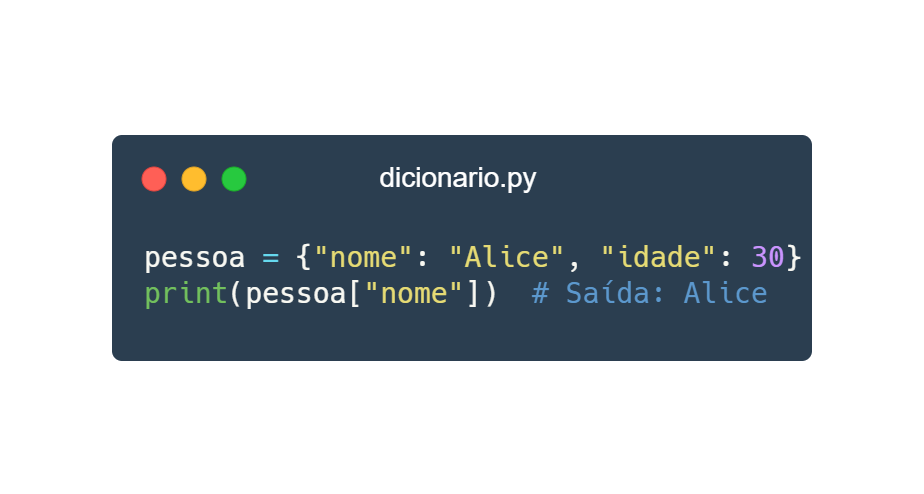 dicionario.py
pessoa = {"nome": "Alice", "idade": 30}
print(pessoa["nome"])  # Saída: Alice